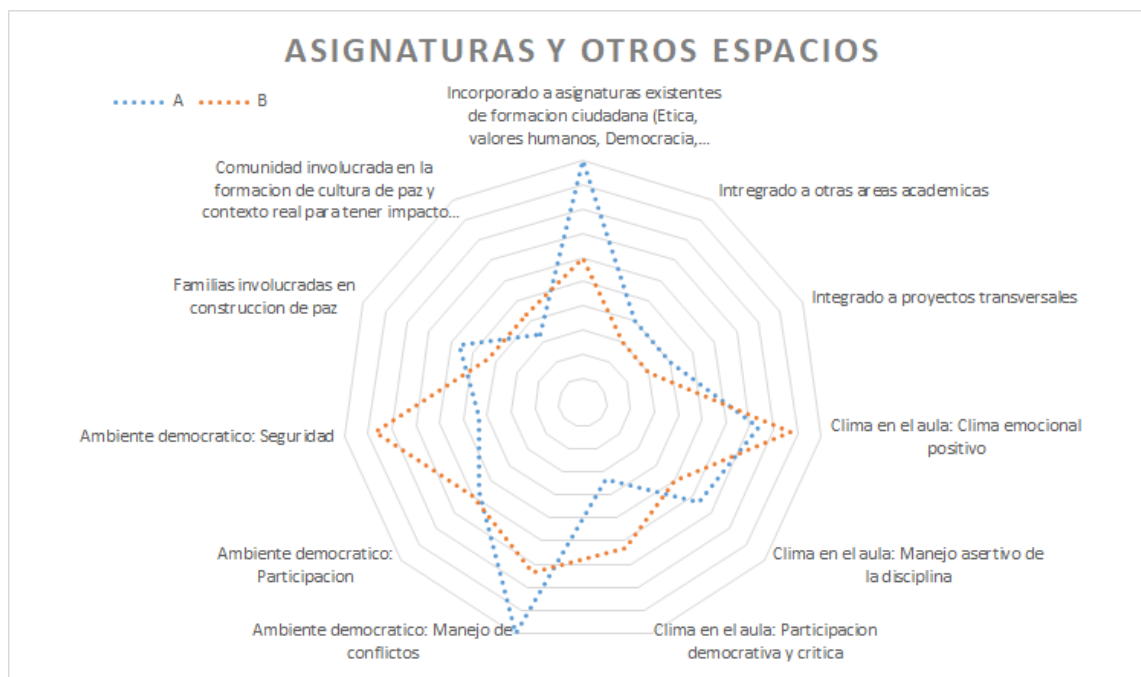 ASIGNATURAS Y OTROS ESPACIOS
A
B
Incorporado a asignaturas existentes
de formacion ciudadana (Etica,
valores humanos, Democracia,...
Intregrado a otras areas academicas
Integrado a proyectos transversales
Clima en el aula: Clima emocional
positivo
Clima en el aula: Manejo asertivo de
la disciplina
Clima en el aula: Participacion
democrativa y critica
Ambiente democratico: Manejo de
conflictos
Ambiente democratico:
Participacion
Ambiente democratico: Seguridad
Familias involucradas en
construccion de paz
Comunidad involucrada en la
formacion de cultura de paz y
contexto real para tener impacto...